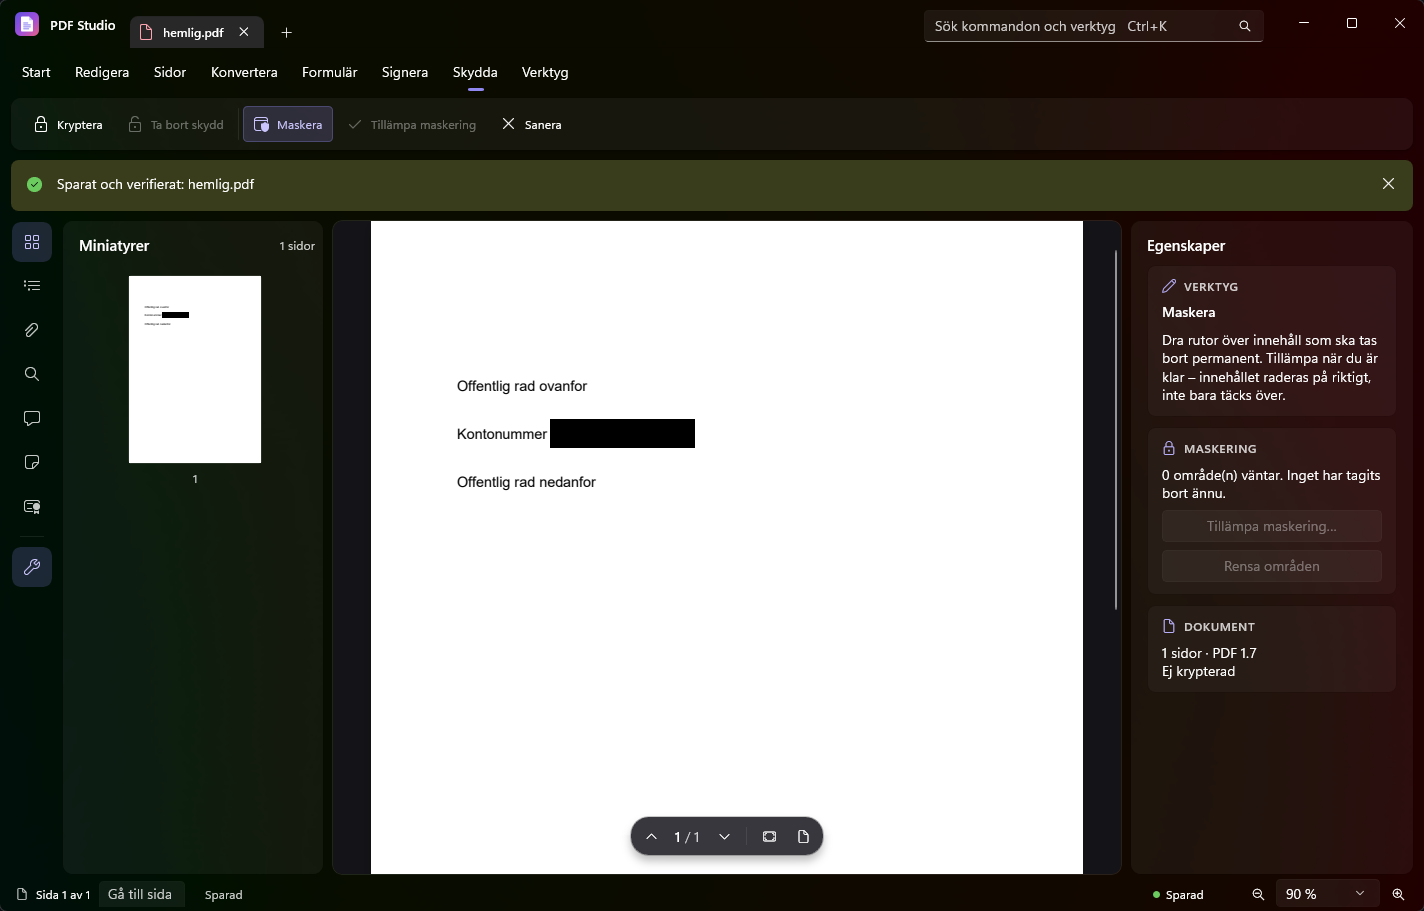 PDF Studio
hemlig.pdf
Sök kommandon och verktyg Ctrl+K
Start Redigera Sidor Konvertera Formulär Signera Skydda Verktyg
Kryptera Ta bort skydd Maskera Tillämpa maskering Sanera
Sparat och verifierat: hemlig.pdf
Miniatyrer 1 sidor
1
Offentlig rad ovanfor
Kontonummer
Offentlig rad nedanfor
1 / 1
Egenskaper
VERKTYG
Maskera
Dra rutor över innehåll som ska tas
bort permanent. Tillämpa när du är
klar – innehållet raderas på riktigt,
inte bara täcks över.
MASKERING
0 område(n) väntar. Inget har tagits
bort ännu.
Tillämpa maskering...
Rensa områden
DOKUMENT
1 sidor · PDF 1.7
Ej krypterad
Sida 1 av 1 Gå till sida Sparad
Sparad 90 %